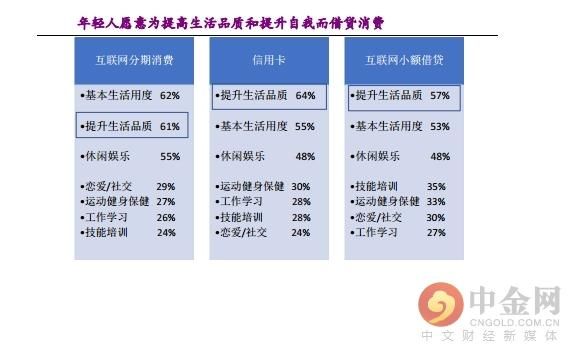 年轻人愿意为提高生活品质和提升自我而借贷消费
互联网分期消费
•基本生活用度 62%
•提升生活品质 61%
•休闲娱乐 55%
•恋爱/社交 29%
•运动健身保健 27%
•工作学习 26%
•技能培训 24%
信用卡
•提升生活品质 64%
•基本生活用度 55%
•休闲娱乐 48%
•运动健身保健 30%
•工作学习 28%
•技能培训 28%
•恋爱/社交 24%
互联网小额借贷
•提升生活品质 57%
•基本生活用度 53%
•休闲娱乐 48%
•技能培训 35%
•运动健身保健 33%
•恋爱/社交 30%
•工作学习 27%
中金网
CNGOLD.COM.CN
中文财经新媒体